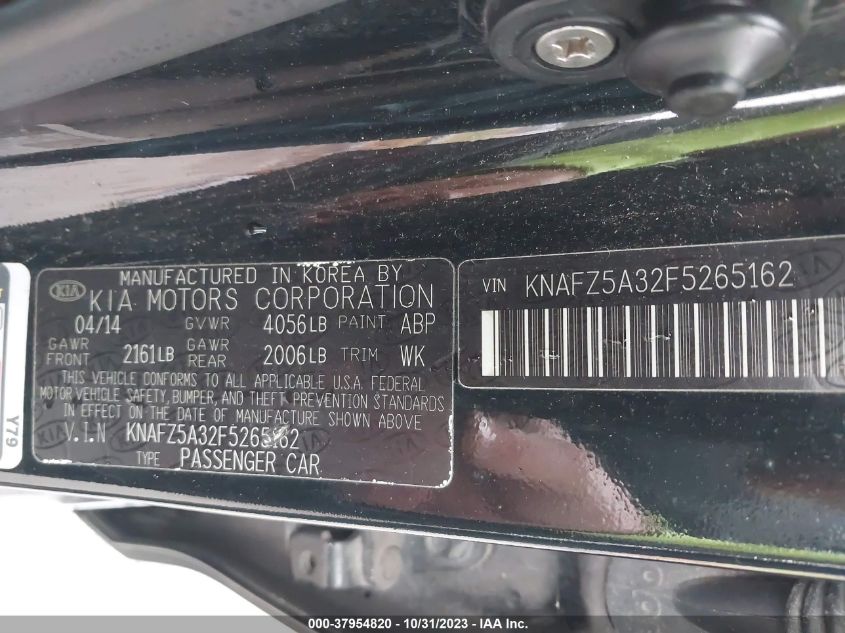 KIA
MANUFACTURED IN KOREA BY
KIA MOTORS CORPORATION
04/14 GVWR 4056LB PAINT ABP
GAWR FRONT 2161LB GAWR REAR 2006LB TRIM WK
THIS VEHICLE CONFORMS TO ALL APPLICABLE U.S.A. FEDERAL
MOTOR VEHICLE SAFETY, BUMPER, AND THEFT PREVENTION STANDARDS
IN EFFECT ON THE DATE OF MANUFACTURE SHOWN ABOVE
V.I.N KNAFZ5A32F5265162
TYPE PASSENGER CAR
VIN KNAFZ5A32F5265162
Y79
000-37954820 - 10/31/2023 - IAAI.COM, Inc.